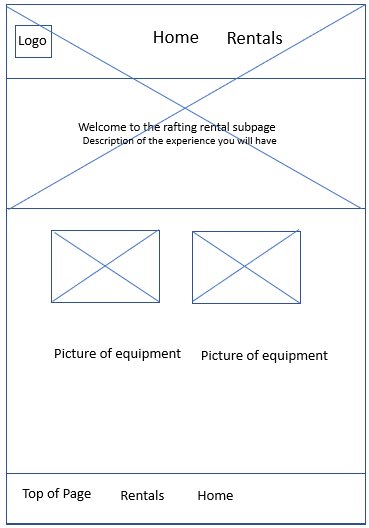 Logo Home Rentals
Welcome to the rafting rental subpage
Description of the experience you will have
Picture of equipment Picture of equipment
Top of Page Rentals Home